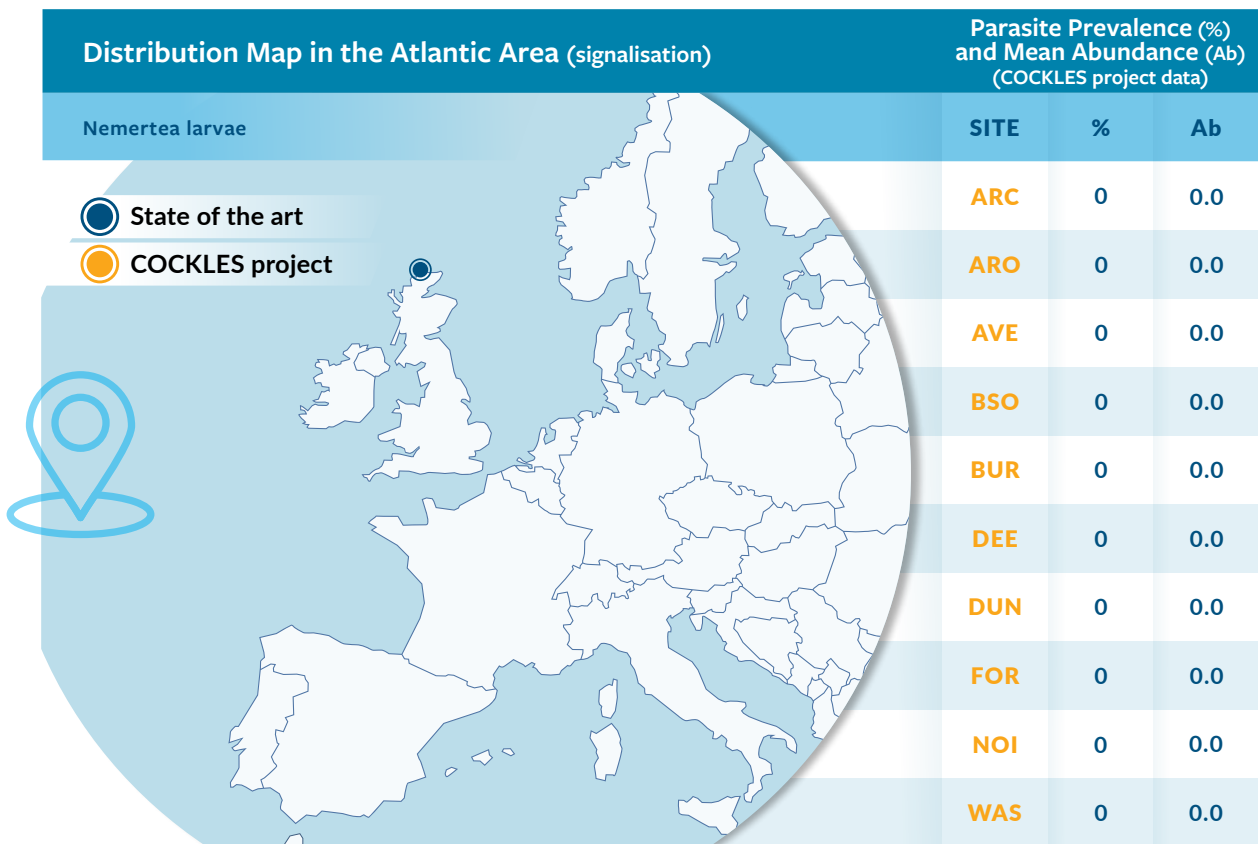 Distribution Map in the Atlantic Area (signalisation)
Parasite Prevalence (%)
and Mean Abundance (Ab)
(COCKLES project data)
Nemertea larvae
SITE % Ab
State of the art
COCKLES project
ARC 0 0.0
ARO 0 0.0
AVE 0 0.0
BSO 0 0.0
BUR 0 0.0
DEE 0 0.0
DUN 0 0.0
FOR 0 0.0
NOI 0 0.0
WAS 0 0.0